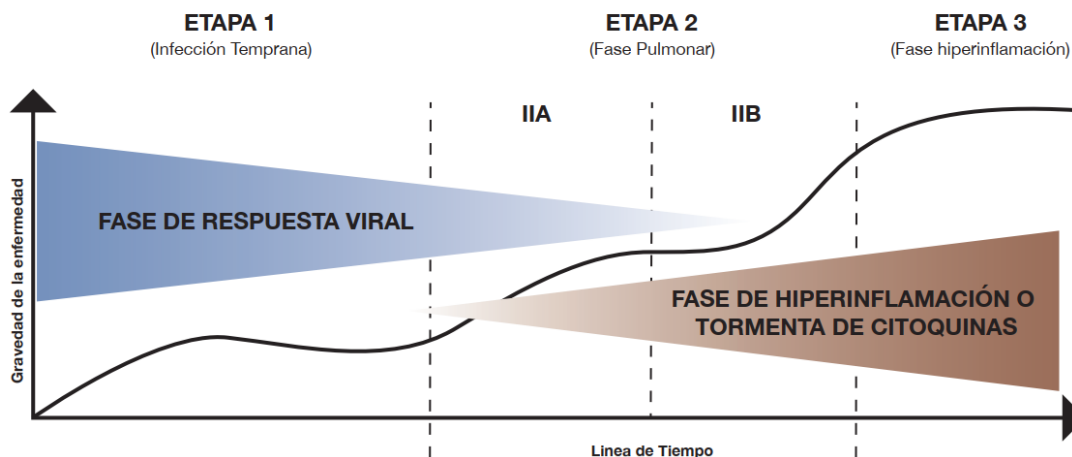 ETAPA 1
(Infección Temprana)
ETAPA 2
(Fase Pulmonar)
ETAPA 3
(Fase hiperinflamación)
IIA
IIB
Gravedad de la enfermedad
FASE DE RESPUESTA VIRAL
FASE DE HIPERINFLAMACIÓN O
TORMENTA DE CITOQUINAS
Linea de Tiempo